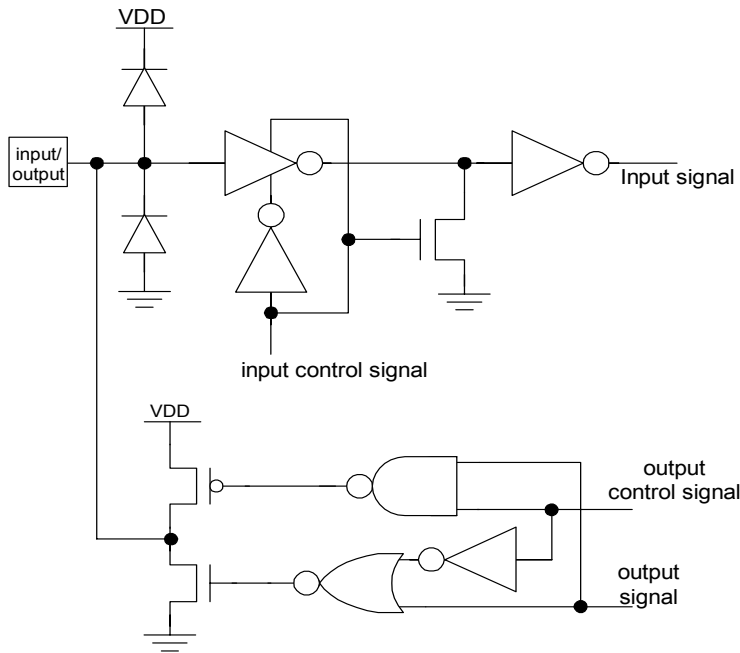 VDD
input/
output
Input signal
input control signal
VDD
output
control signal
output
signal